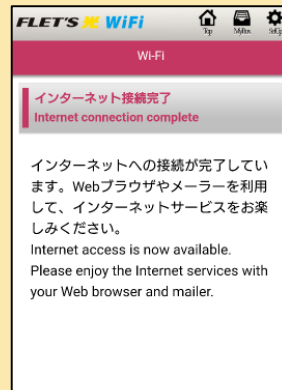 FLET'S 光 WiFi
Top MyBox SetUp
Wi-Fi
インターネット接続完了
Internet connection complete
インターネットへの接続が完了してい
ます。Webブラウザやメーラーを利用
して、インターネットサービスをお楽
しみください。
Internet access is now available.
Please enjoy the Internet services with
your Web browser and mailer.